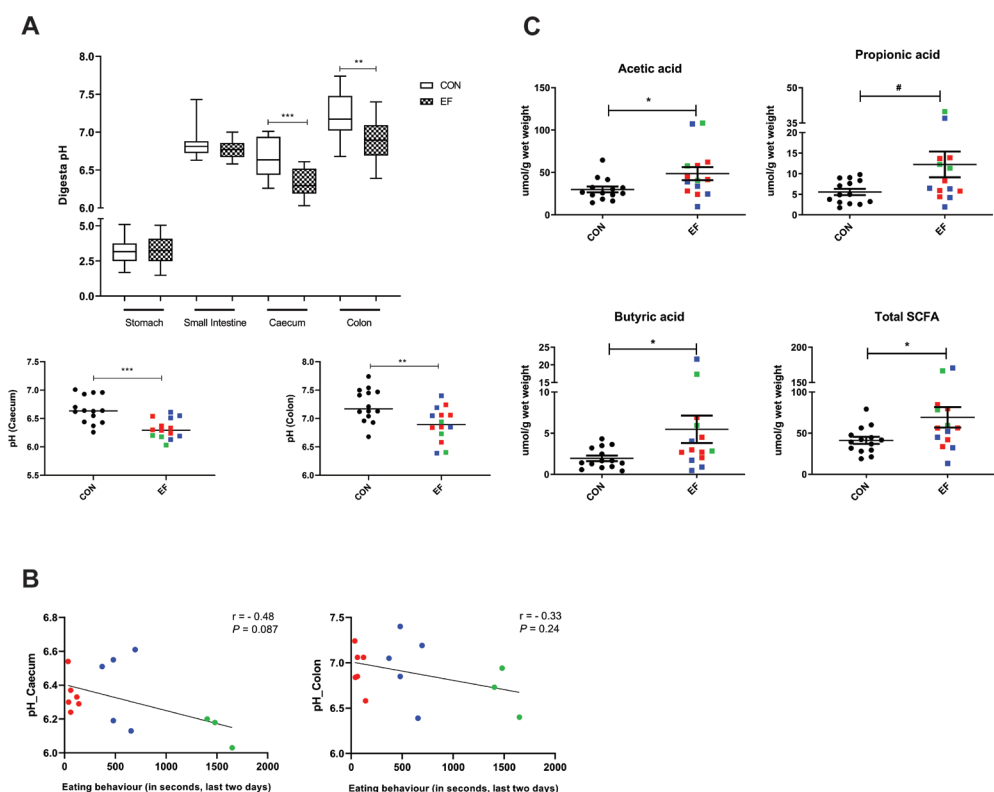 A
8.0
7.5
7.0
6.5
6.0
5.0
2.5
0.0
Digesta pH
***
**
CON
EF
Stomach
Small Intestine
Caecum
Colon
7.5
7.0
6.5
6.0
5.5
pH (Caecum)
***
CON
EF
8.0
7.5
7.0
6.5
6.0
pH (Colon)
**
CON
EF
C
Acetic acid
150
100
50
0
umol/g wet weight
*
CON
EF
Propionic acid
50
35
20
15
10
5
0
umol/g wet weight
#
CON
EF
Butyric acid
25
20
15
10
5
0
umol/g wet weight
*
CON
EF
Total SCFA
200
150
100
50
0
umol/g wet weight
*
CON
EF
B
6.8
6.6
6.4
6.2
6.0
pH_Caecum
r = - 0.48
P = 0.087
0 500 1000 1500 2000
Eating behaviour (in seconds, last two days)
7.5
7.0
6.5
6.0
pH_Colon
r = - 0.33
P = 0.24
0 500 1000 1500 2000
Eating behaviour (in seconds, last two days)